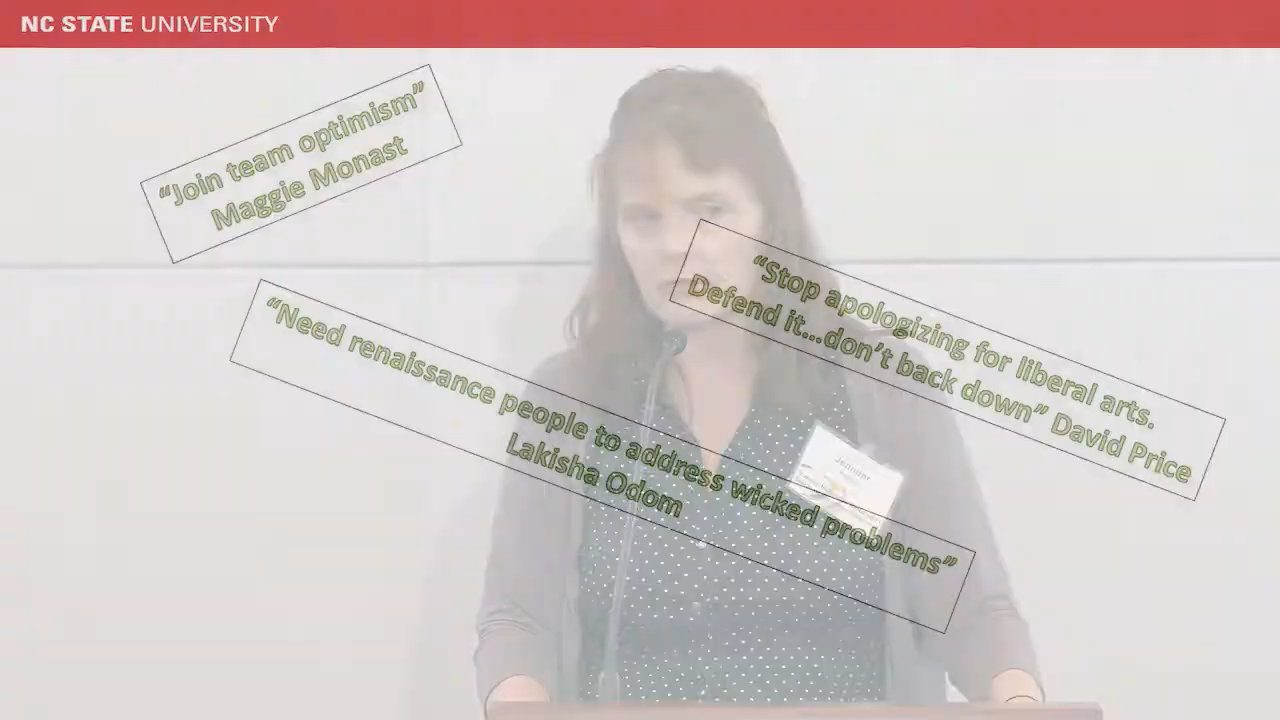 NC STATE UNIVERSITY
“Join team optimism”
Maggie Monast
“Stop apologizing for liberal arts.
Defend it...don’t back down” David Price
“Need renaissance people to address wicked problems”
Lakisha Odom
Jennifer